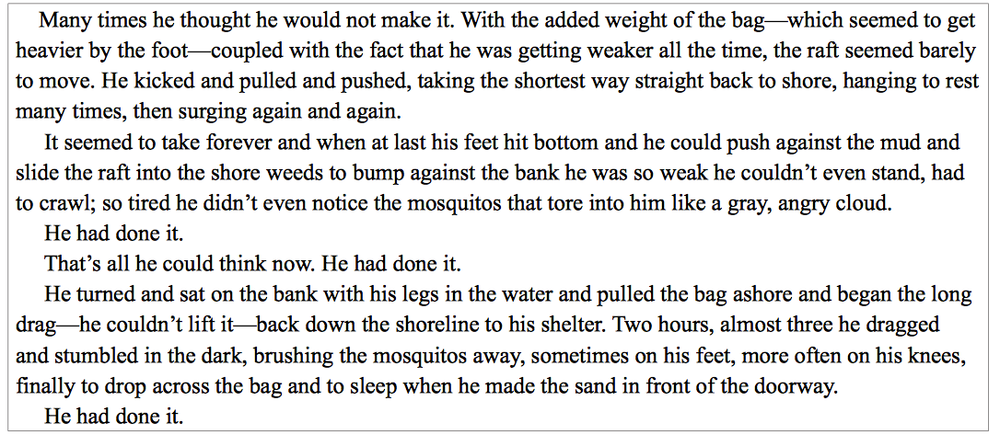 Many times he thought he would not make it. With the added weight of the bag—which seemed to get
heavier by the foot—coupled with the fact that he was getting weaker all the time, the raft seemed barely
to move. He kicked and pulled and pushed, taking the shortest way straight back to shore, hanging to rest
many times, then surging again and again.
It seemed to take forever and when at last his feet hit bottom and he could push against the mud and
slide the raft into the shore weeds to bump against the bank he was so weak he couldn’t even stand, had
to crawl; so tired he didn’t even notice the mosquitos that tore into him like a gray, angry cloud.
He had done it.
That’s all he could think now. He had done it.
He turned and sat on the bank with his legs in the water and pulled the bag ashore and began the long
drag—he couldn’t lift it—back down the shoreline to his shelter. Two hours, almost three he dragged
and stumbled in the dark, brushing the mosquitos away, sometimes on his feet, more often on his knees,
finally to drop across the bag and to sleep when he made the sand in front of the doorway.
He had done it.